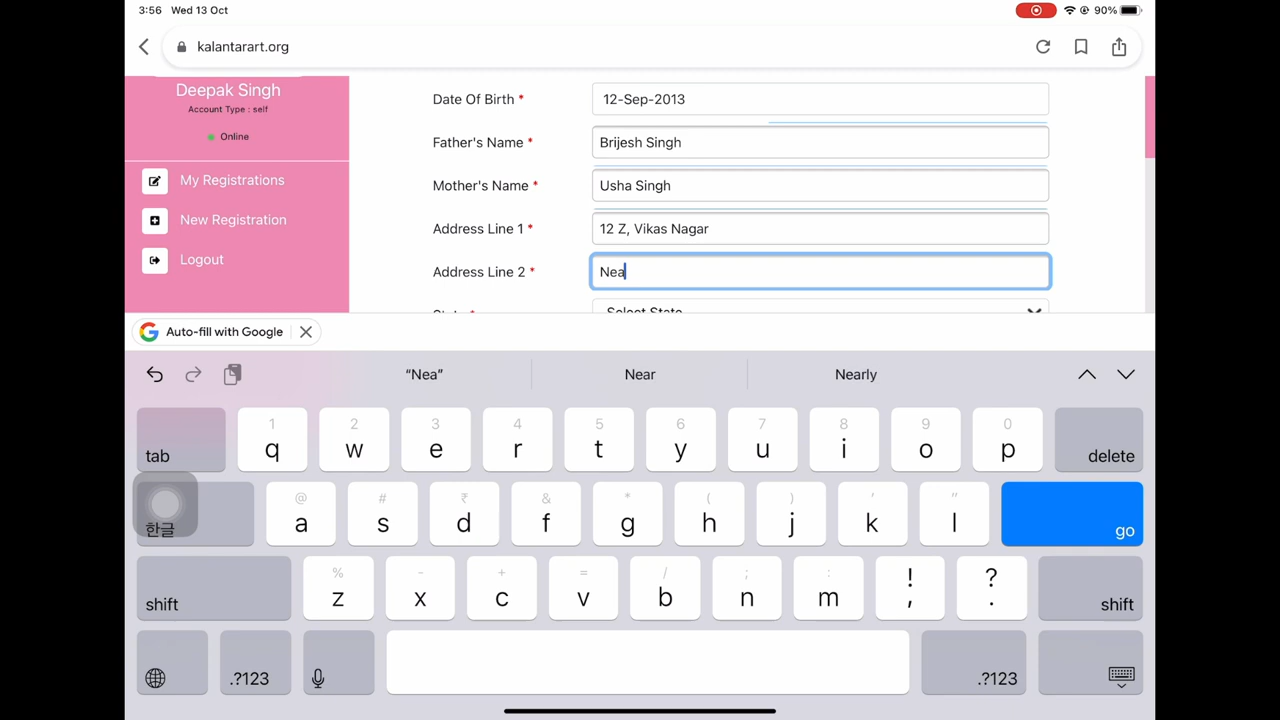 3:56 Wed 13 Oct
90%
kalantarart.org
Deepak Singh
Account Type : self
Online
My Registrations
New Registration
Logout
Date Of Birth * 12-Sep-2013
Father's Name * Brijesh Singh
Mother's Name * Usha Singh
Address Line 1 * 12 Z, Vikas Nagar
Address Line 2 * Nea
State * Select State
Auto-fill with Google
“Nea” Near Nearly
1 2 3 4 5 6 7 8 9 0
tab q w e r t y u i o p delete
@ # ₹ & * ( ) ' "
한글 a s d f g h j k l go
% - + = / ; : ! ?
shift z x c v b n m , . shift
.?123 .?123